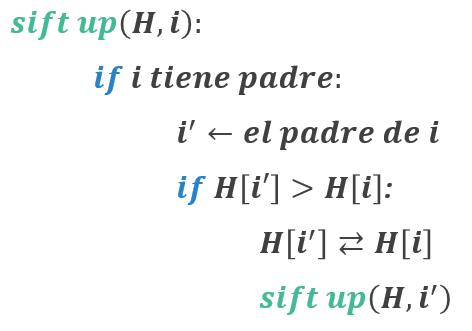 sift up(H, i):
if i tiene padre:
i′ ← el padre de i
if H[i′] > H[i]:
H[i′] ⇄ H[i]
sift up(H, i′)